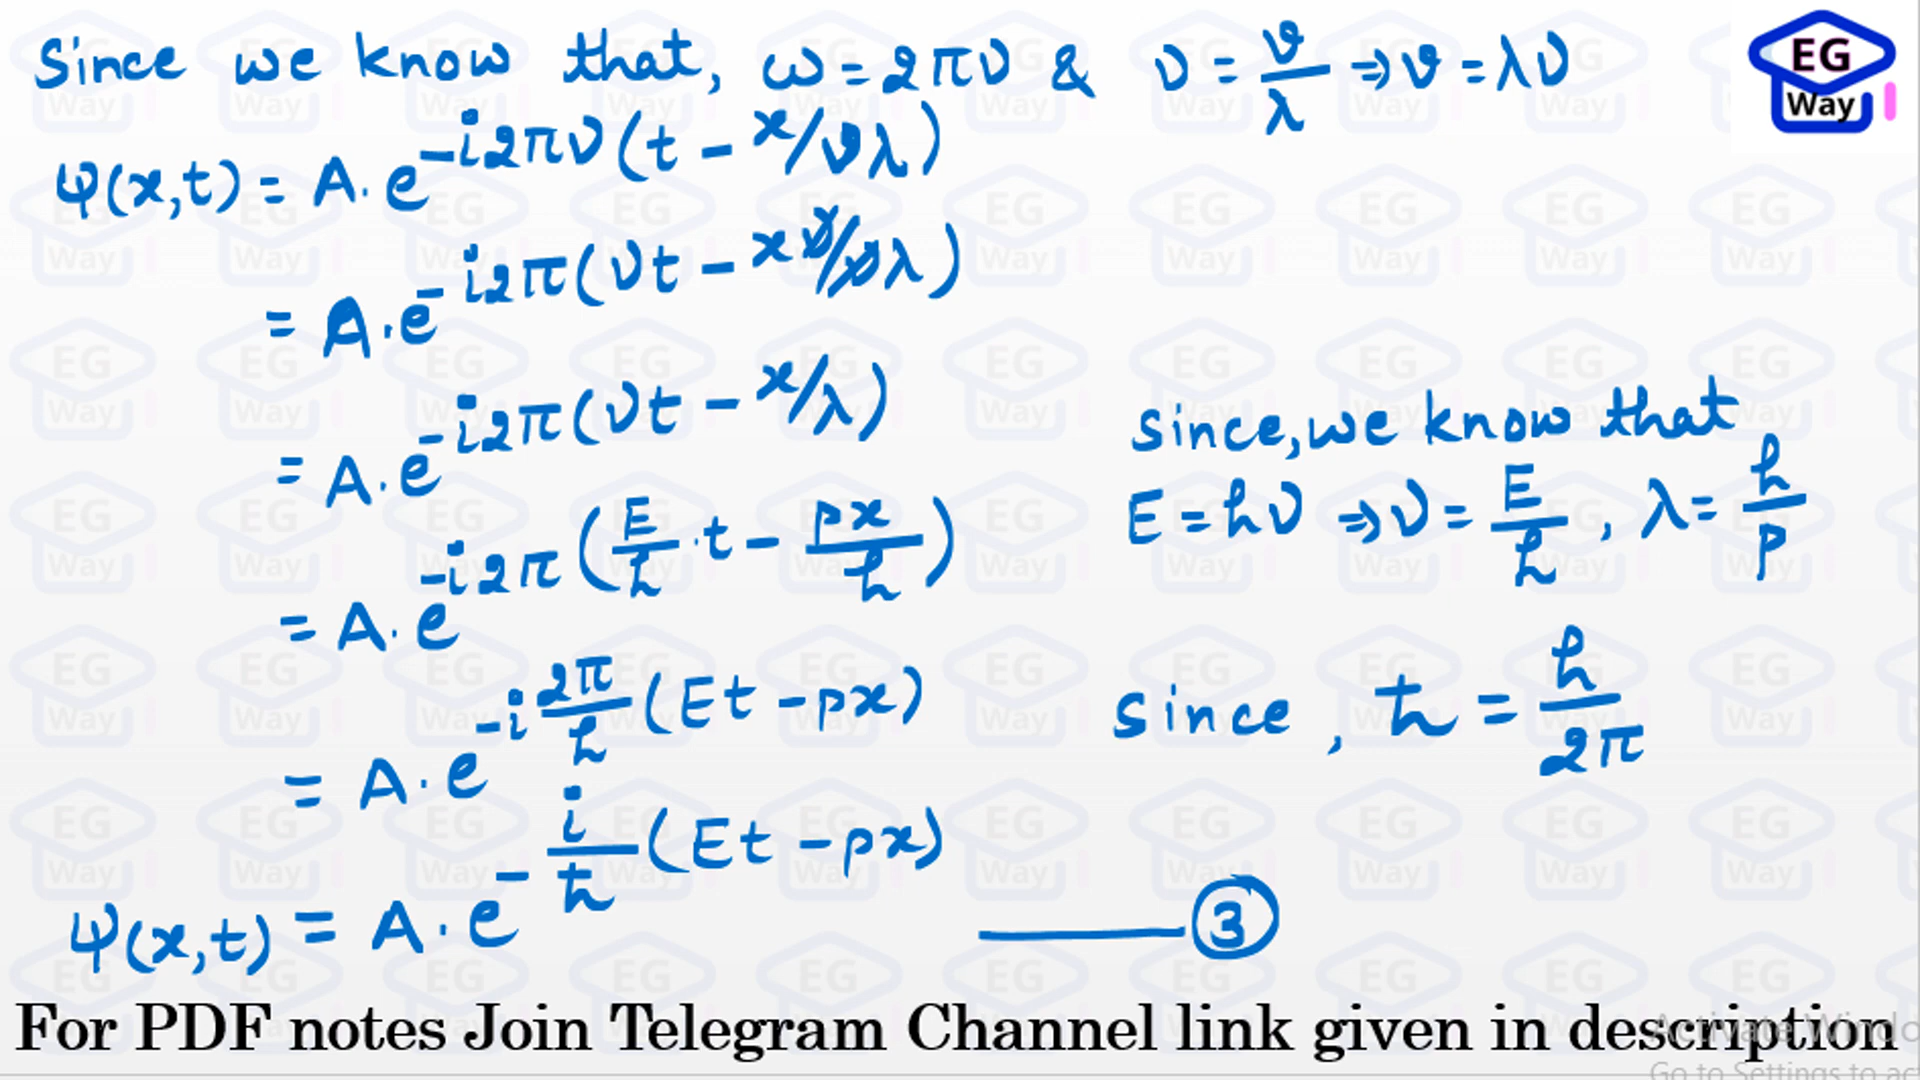 Since we know that, ω = 2πν & ν = v/λ ⇒ v = λν
EG
Way
ψ(x,t) = A. e^{-i2πν(t - x/νλ)}
= A.e^{-i2π(νt - xν/νλ)}
= A.e^{-i2π(νt - x/λ)}
since, we know that
= A. e^{-i2π(E/h .t - px/h)}
E = hν ⇒ ν = E/h, λ = h/p
= A. e^{-i 2π/h (Et - px)}
since, ħ = h/2π
ψ(x,t) = A. e^{- i/ħ (Et - px)} —— ③
For PDF notes Join Telegram Channel link given in description